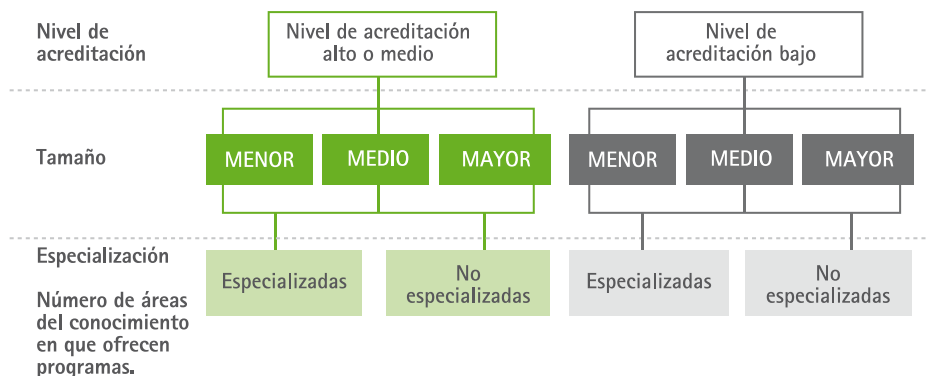 Nivel de
acreditación
Nivel de acreditación
alto o medio
Nivel de
acreditación bajo
Tamaño
MENOR
MEDIO
MAYOR
MENOR
MEDIO
MAYOR
Especialización
Número de áreas
del conocimiento
en que ofrecen
programas.
Especializadas
No
especializadas
Especializadas
No
especializadas